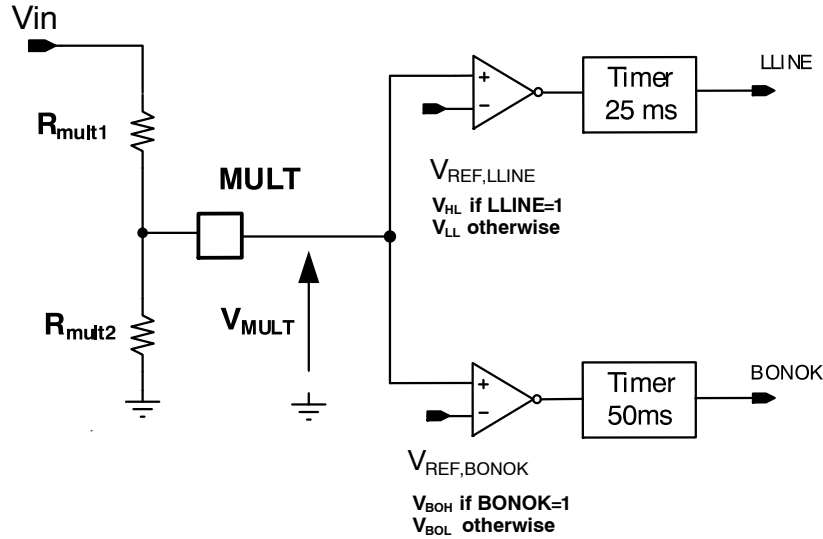 Vin
Rmult1
Rmult2
MULT
VMULT
+
−
VREF,LLINE
VHL if LLINE=1
VLL otherwise
Timer
25 ms
LLINE
+
−
VREF,BONOK
VBOH if BONOK=1
VBOL otherwise
Timer
50ms
BONOK